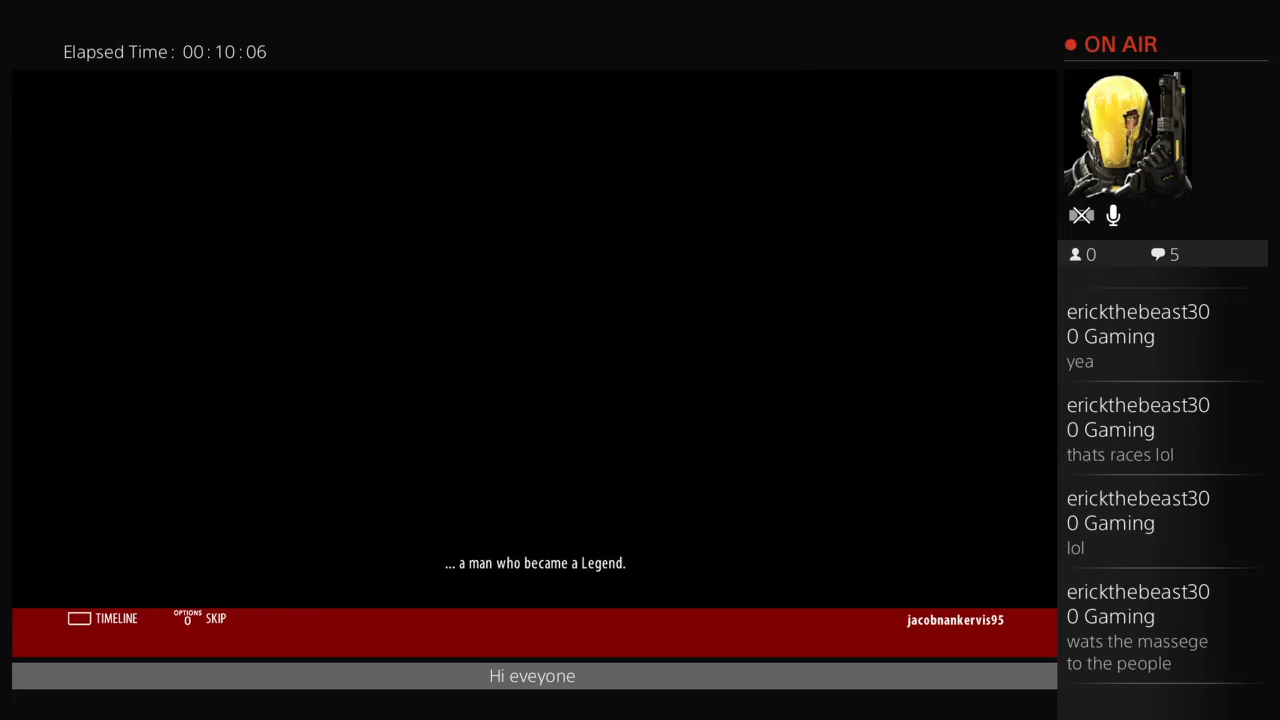 Elapsed Time: 00:10:06
ON AIR
0 5
erickthebeast30
0 Gaming
yea
erickthebeast30
0 Gaming
thats races lol
erickthebeast30
0 Gaming
lol
erickthebeast30
0 Gaming
wats the massege
to the people
... a man who became a Legend.
TIMELINE OPTIONS SKIP
jacobnankervis95
Hi eveyone